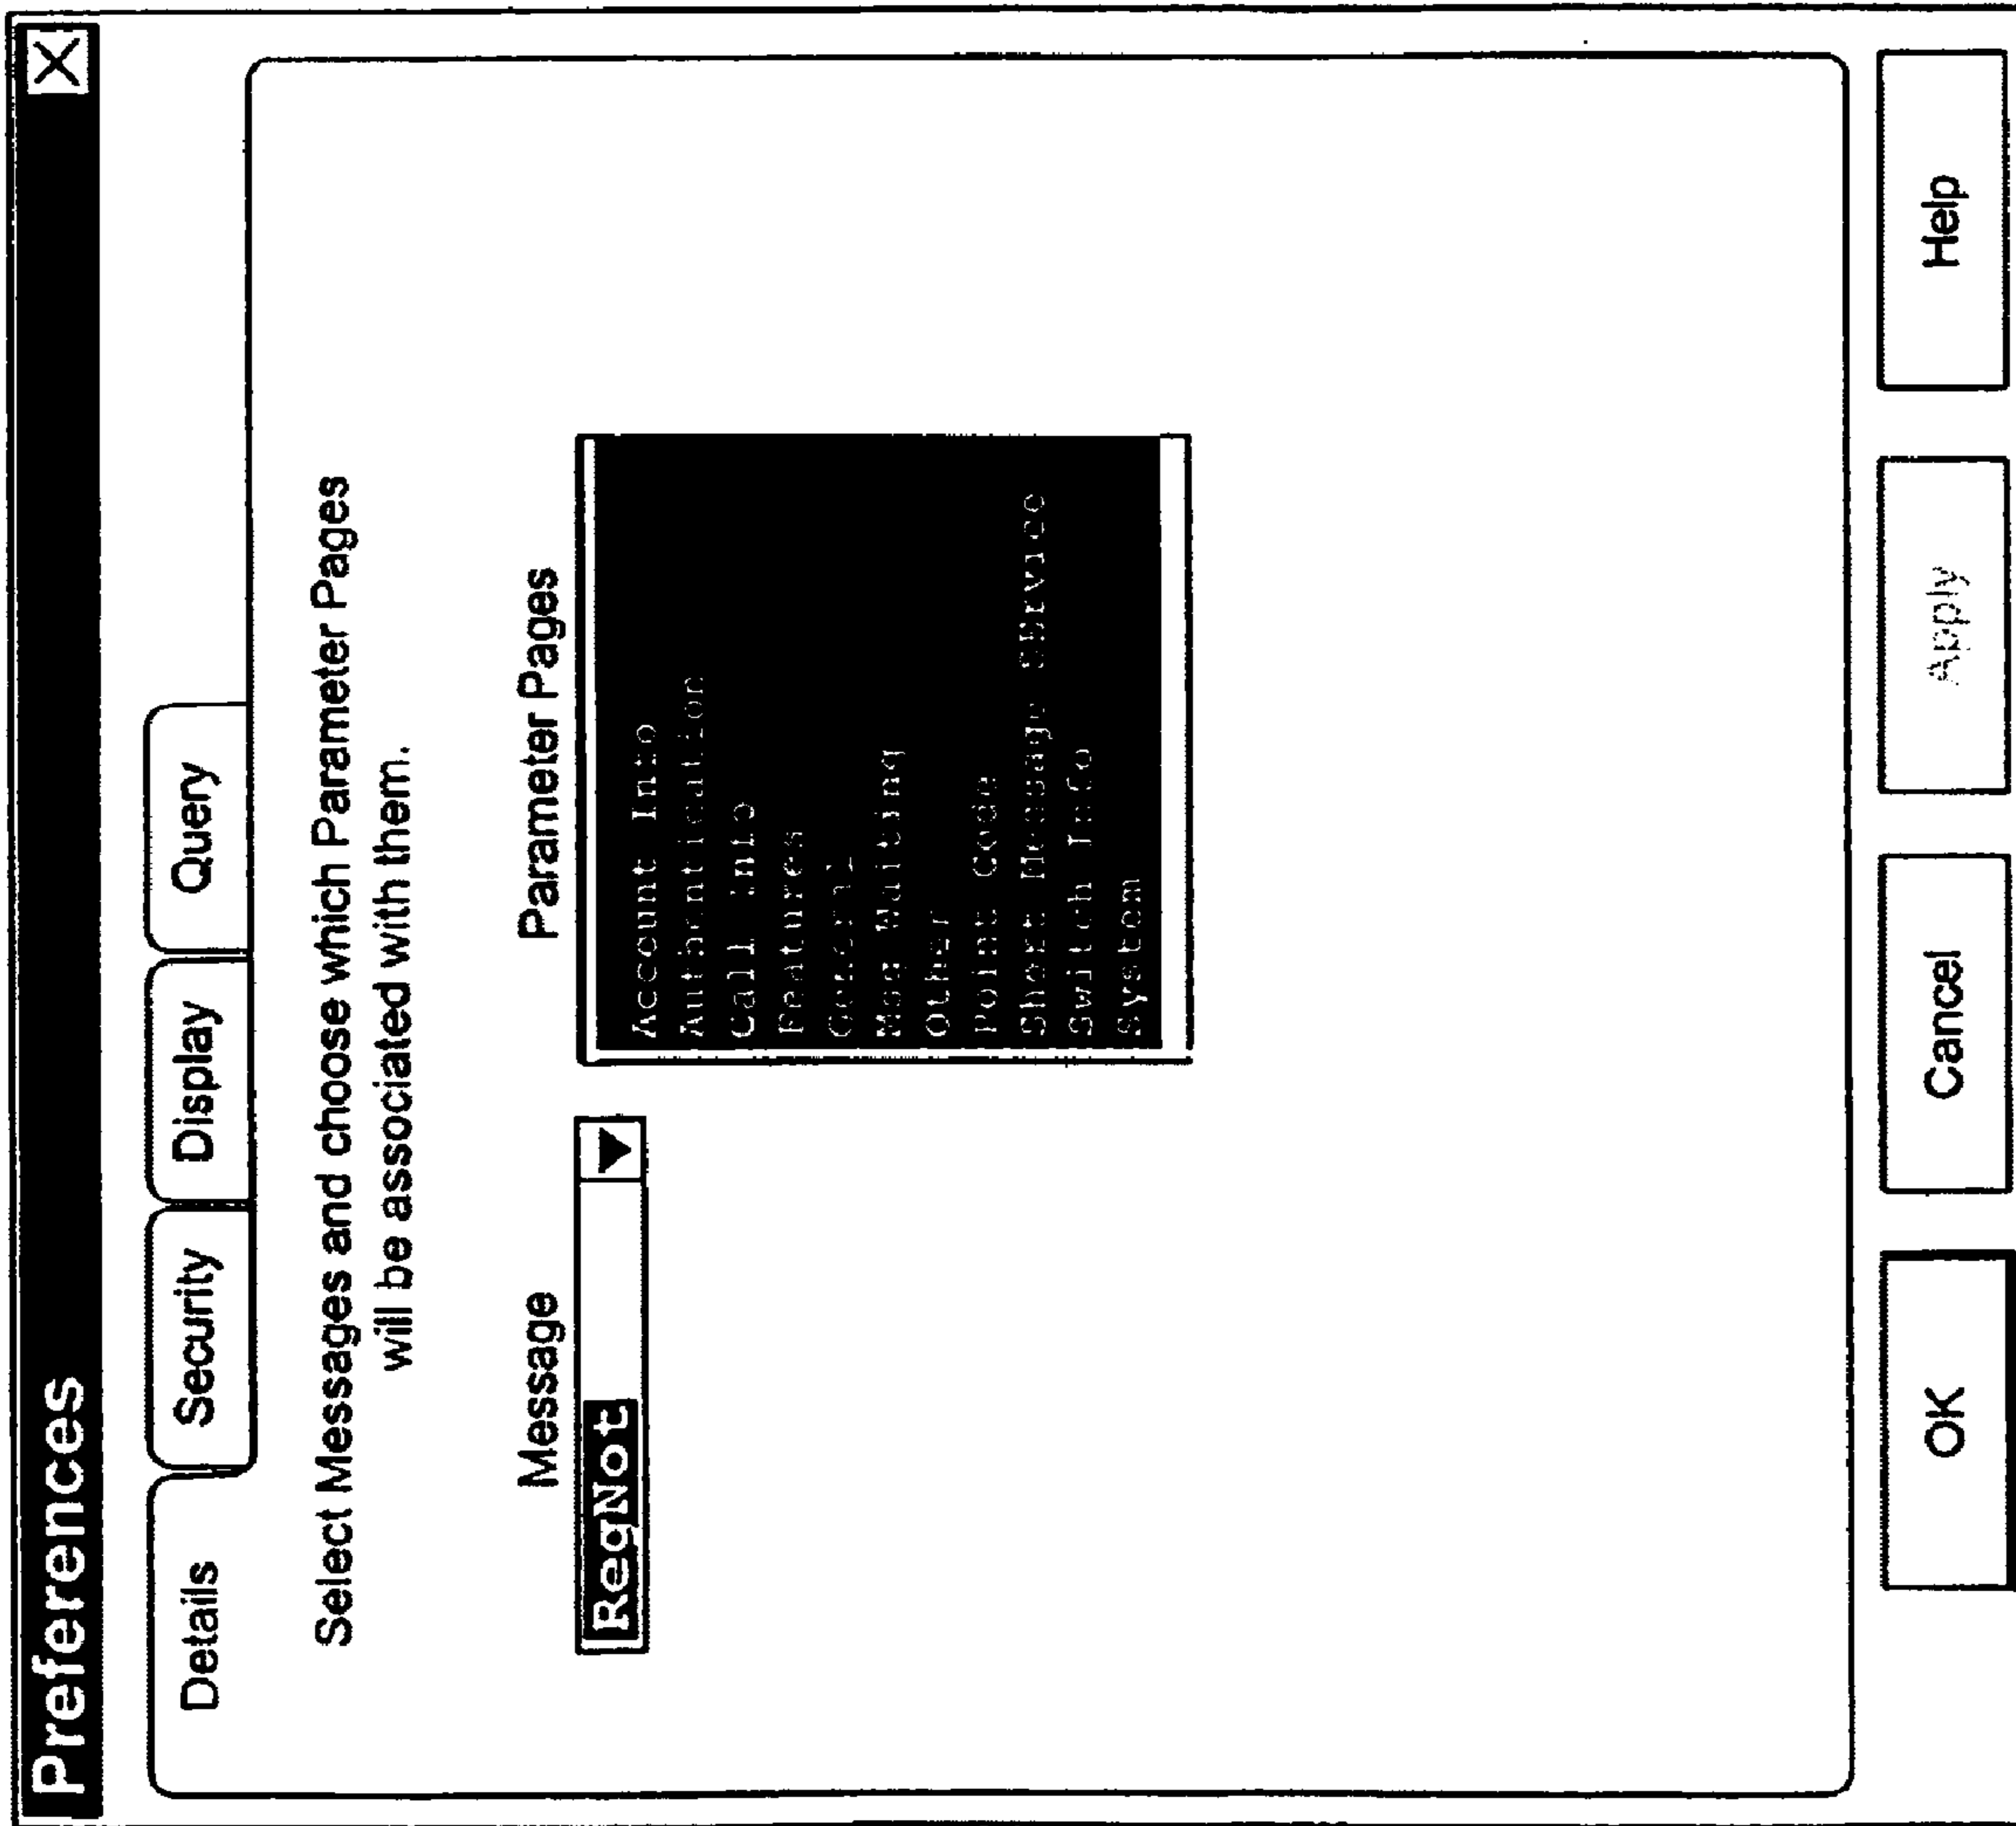 Preferences
Details Security Display Query
Select Messages and choose which Parameter Pages
will be associated with them.
Message Parameter Pages
RegNot
Account Info
Authentication
Call Info
Features
General
Msg Waiting
Other
Point Code
Short Message Service
Switch Info
System
OK Cancel Apply Help